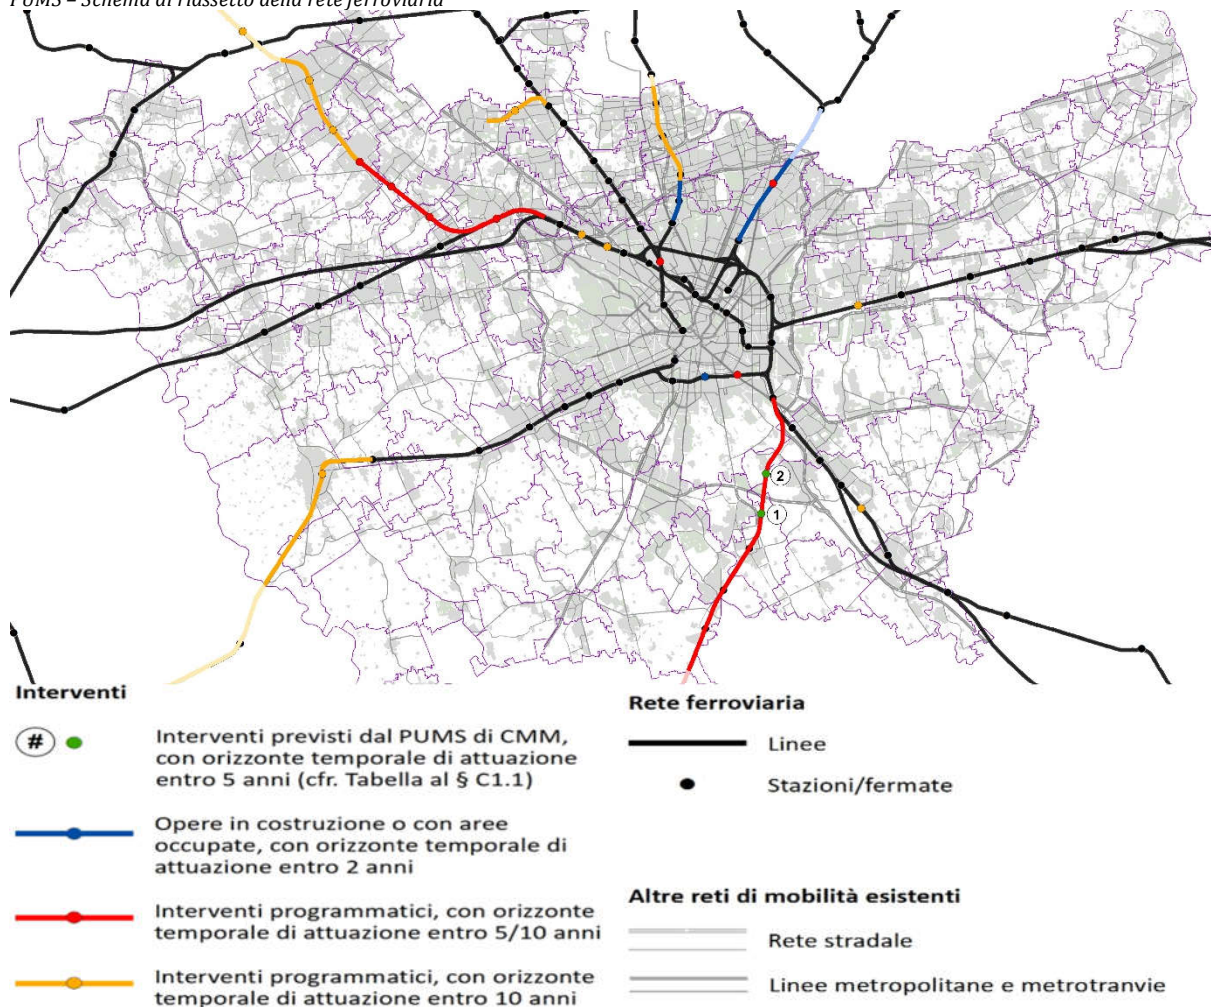 PUMS – Schema di riassetto della rete ferroviaria
2
1
Interventi
#
Interventi previsti dal PUMS di CMM,
con orizzonte temporale di attuazione
entro 5 anni (cfr. Tabella al § C1.1)
Opere in costruzione o con aree
occupate, con orizzonte temporale di
attuazione entro 2 anni
Interventi programmatici, con orizzonte
temporale di attuazione entro 5/10 anni
Interventi programmatici, con orizzonte
temporale di attuazione entro 10 anni
Rete ferroviaria
Linee
Stazioni/fermate
Altre reti di mobilità esistenti
Rete stradale
Linee metropolitane e metrotranvie